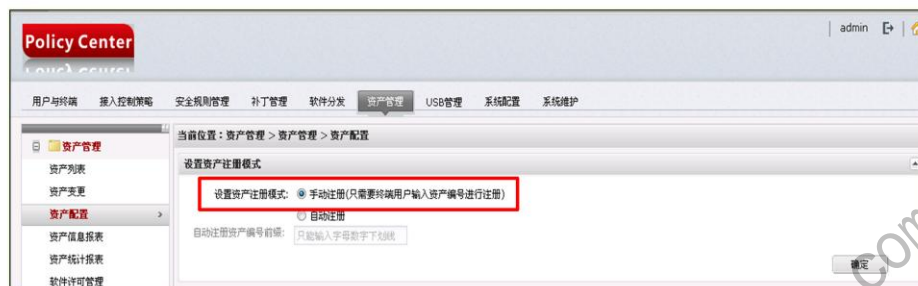 Policy Center
admin
用户与终端 接入控制策略 安全规则管理 补丁管理 软件分发 资产管理 USB管理 系统配置 系统维护
当前位置：资产管理 > 资产管理 > 资产配置
资产管理
资产列表
资产变更
资产配置
资产信息报表
资产统计报表
软件许可管理
设置资产注册模式
设置资产注册模式: 手动注册(只需要终端用户输入资产编号进行注册)
自动注册
自动注册资产编号前缀: 只能输入字母数字下划线
确定
com